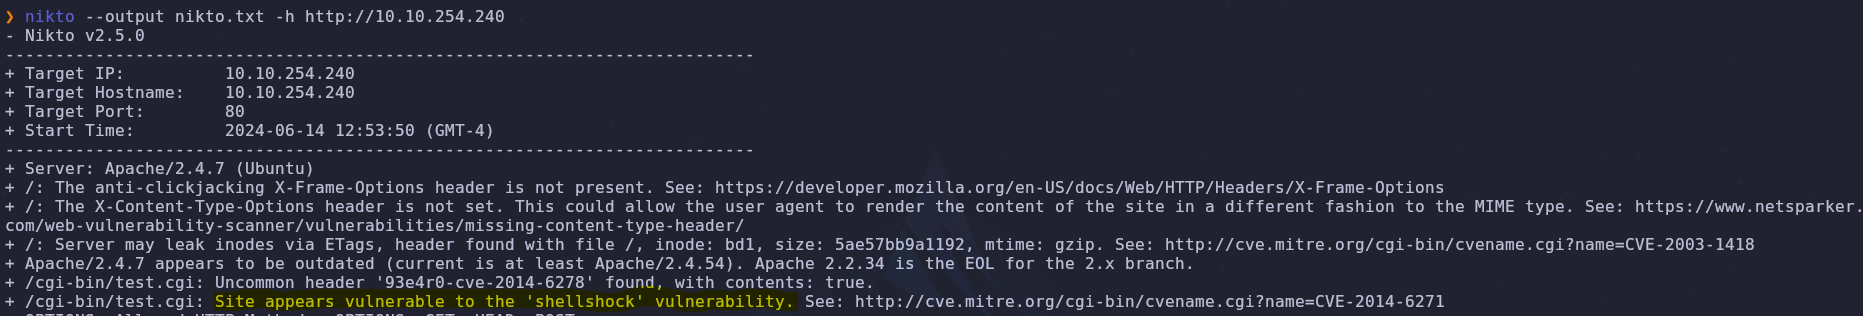 ❯ nikto --output nikto.txt -h http://10.10.254.240
- Nikto v2.5.0
---------------------------------------------------------------------------
+ Target IP:          10.10.254.240
+ Target Hostname:    10.10.254.240
+ Target Port:        80
+ Start Time:         2024-06-14 12:53:50 (GMT-4)
---------------------------------------------------------------------------
+ Server: Apache/2.4.7 (Ubuntu)
+ /: The anti-clickjacking X-Frame-Options header is not present. See: https://developer.mozilla.org/en-US/docs/Web/HTTP/Headers/X-Frame-Options
+ /: The X-Content-Type-Options header is not set. This could allow the user agent to render the content of the site in a different fashion to the MIME type. See: https://www.netsparker.
com/web-vulnerability-scanner/vulnerabilities/missing-content-type-header/
+ /: Server may leak inodes via ETags, header found with file /, inode: bd1, size: 5ae57bb9a1192, mtime: gzip. See: http://cve.mitre.org/cgi-bin/cvename.cgi?name=CVE-2003-1418
+ Apache/2.4.7 appears to be outdated (current is at least Apache/2.4.54). Apache 2.2.34 is the EOL for the 2.x branch.
+ /cgi-bin/test.cgi: Uncommon header '93e4r0-cve-2014-6278' found, with contents: true.
+ /cgi-bin/test.cgi: Site appears vulnerable to the 'shellshock' vulnerability. See: http://cve.mitre.org/cgi-bin/cvename.cgi?name=CVE-2014-6271